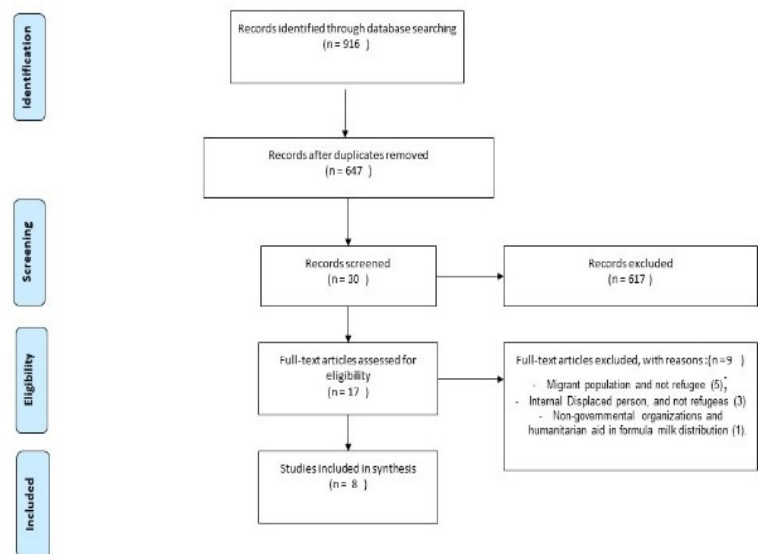 Identification
Records identified through database searching
(n = 916 )
Records after duplicates removed
(n = 647 )
Screening
Records screened
(n = 30 )
Records excluded
(n = 617 )
Eligibility
Full-text articles assessed for
eligibility
(n = 17 )
Full-text articles excluded, with reasons :(n =9 )
- Migrant population and not refugee (5);
- Internal Displaced person, and not refugees (3)
- Non-governmental organizations and
humanitarian aid in formula milk distribution (1).
Included
Studies included in synthesis
(n = 8 )